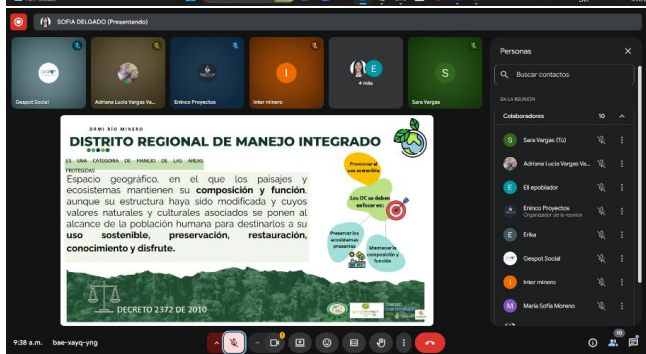 SOFIA DELGADO (Presentando)
Gespot Social
Adriana Lucia Vargas Va...
Eninco Proyectos
Inter minero
E
4 más
S
Sara Vargas
DRMI RÍO MINERO
DISTRITO REGIONAL DE MANEJO INTEGRADO
ES UNA CATEGORIA DE MANEJO DE LAS ÁREAS
PROTEGIDAS
Espacio geográfico, en el que los paisajes y
ecosistemas mantienen su composición y función,
aunque su estructura haya sido modificada y cuyos
valores naturales y culturales asociados se ponen al
alcance de la población humana para destinarlos a su
uso sostenible, preservación, restauración,
conocimiento y disfrute.
Promover el
uso sostenible
Los OC se deben
enfocar en:
Preservar los
ecosistemas
presentes
Mantener la
composición y
función
DECRETO 2372 DE 2010
Personas
Buscar contactos
EN LA REUNIÓN
Colaboradores 10
S Sara Vargas (Tú)
Adriana Lucia Vargas Va...
E Eli epoblador
Eninco Proyectos
Organizador de la reunión
E Erika
Gespot Social
I Inter minero
M María Sofía Moreno
9:38 a.m. bae-xayq-yng
10